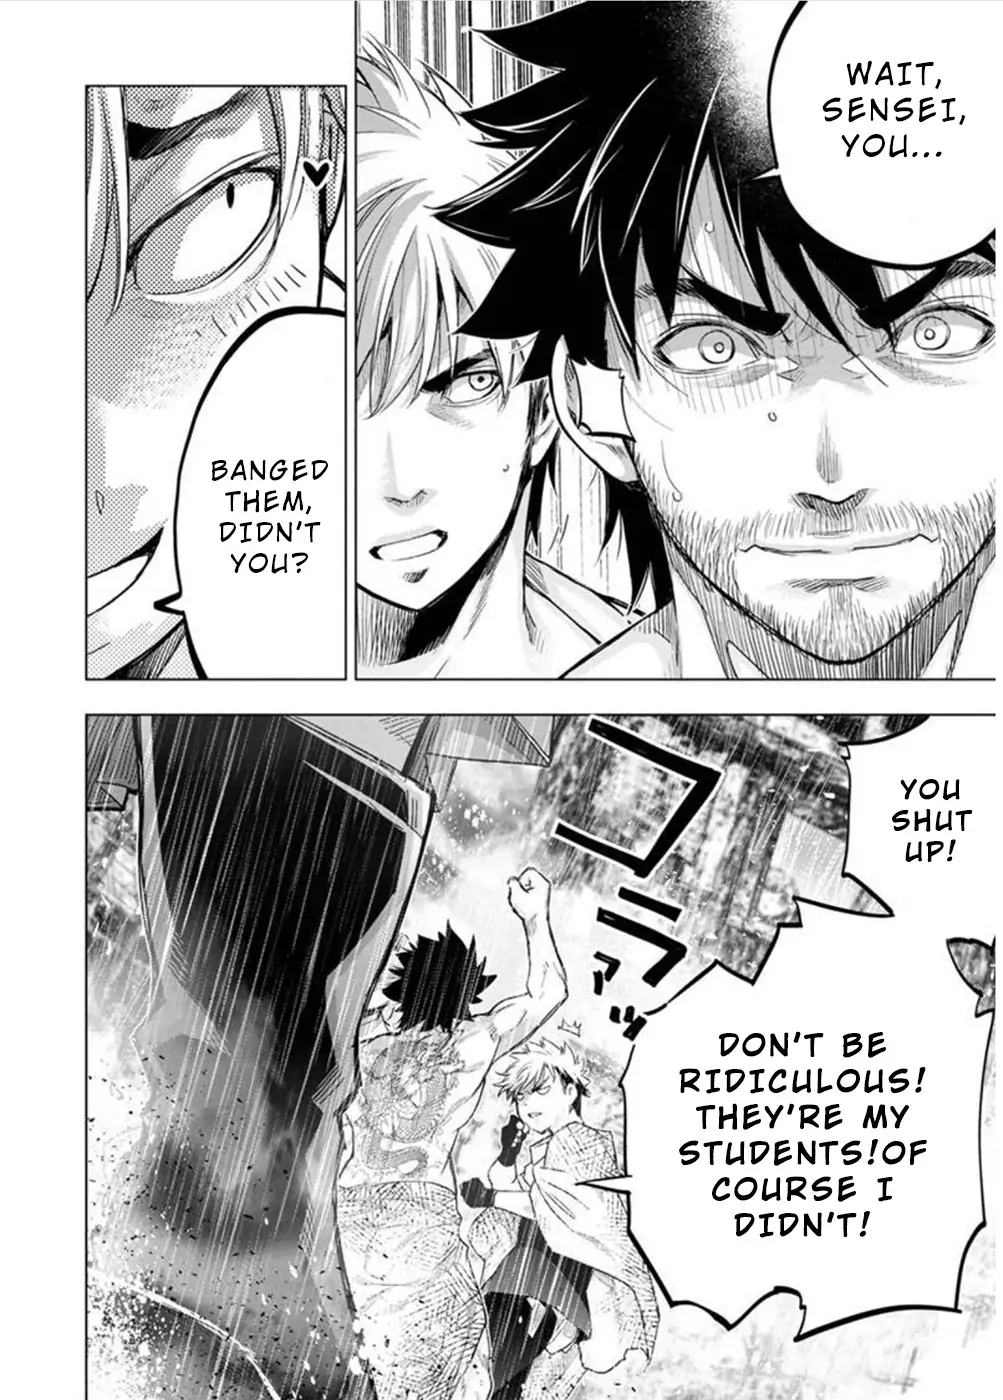 WAIT,
SENSEI,
YOU...
BANGED
THEM,
DIDN'T
YOU?
YOU
SHUT
UP!
コラッ
DON'T BE
RIDICULOUS!
THEY'RE MY
STUDENTS!OF
COURSE I
DIDN'T!